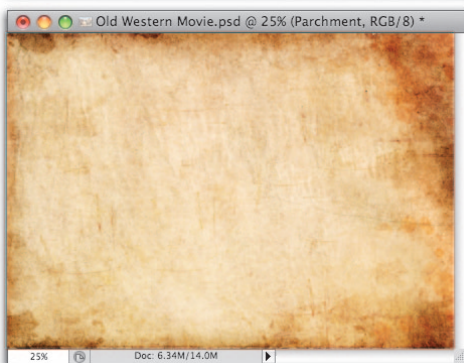 Old Western Movie.psd @ 25% (Parchment, RGB/8) *
25% Doc: 6.34M/14.0M